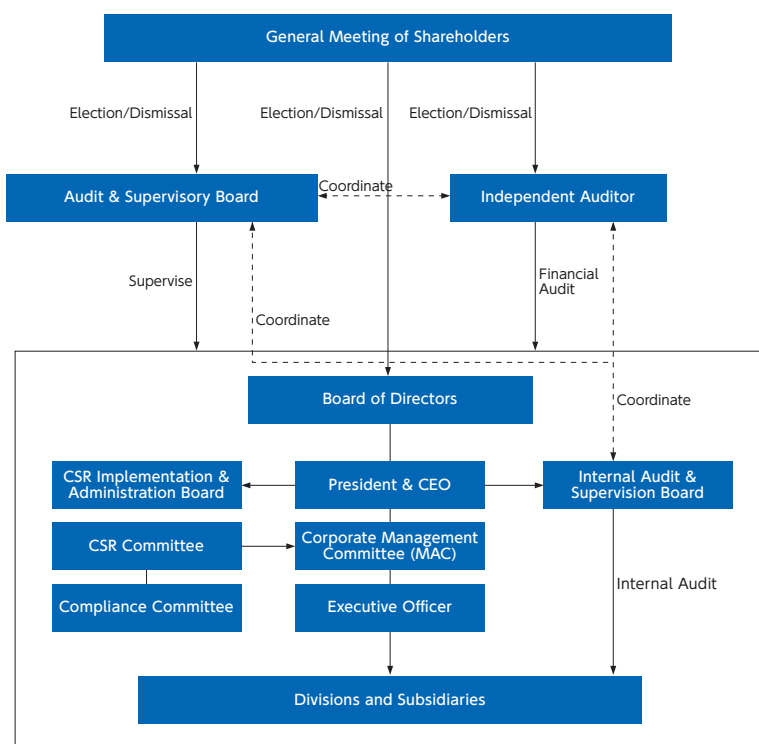 General Meeting of Shareholders
Election/Dismissal
Election/Dismissal
Election/Dismissal
Audit & Supervisory Board
Coordinate
Independent Auditor
Supervise
Financial
Audit
Coordinate
Board of Directors
Coordinate
CSR Implementation &
Administration Board
President & CEO
Internal Audit &
Supervision Board
CSR Committee
Corporate Management
Committee (MAC)
Compliance Committee
Executive Officer
Internal Audit
Divisions and Subsidiaries